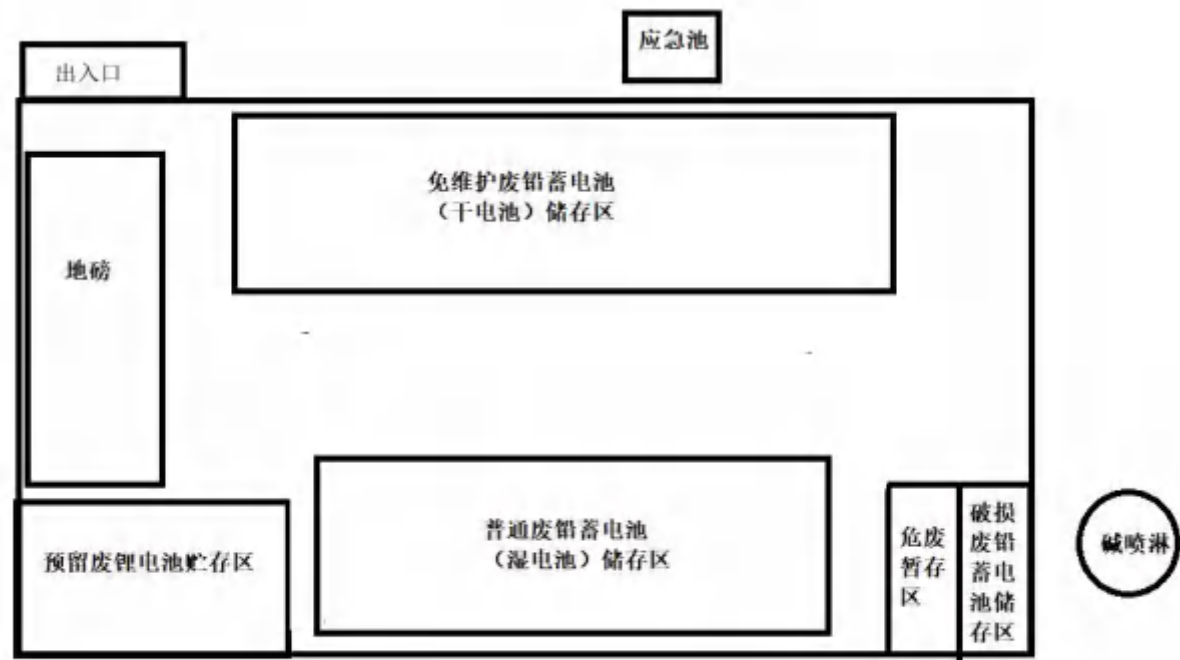 应急池
出入口
免维护废铅蓄电池
（干电池）储存区
地磅
普通废铅蓄电池
（湿电池）储存区
预留废锂电池贮存区
危废
暂存
区
破损
废铅
蓄电
池储
存区
碱喷淋